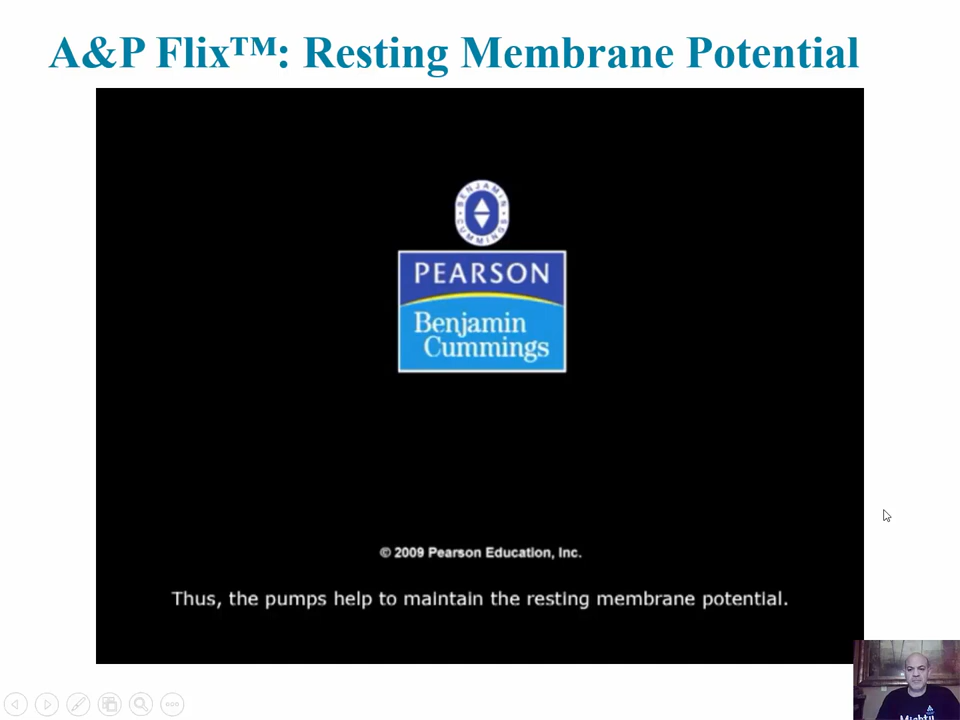 A&P Flix™: Resting Membrane Potential
BENJAMIN
CUMMINGS
PEARSON
Benjamin
Cummings
© 2009 Pearson Education, Inc.
Thus, the pumps help to maintain the resting membrane potential.